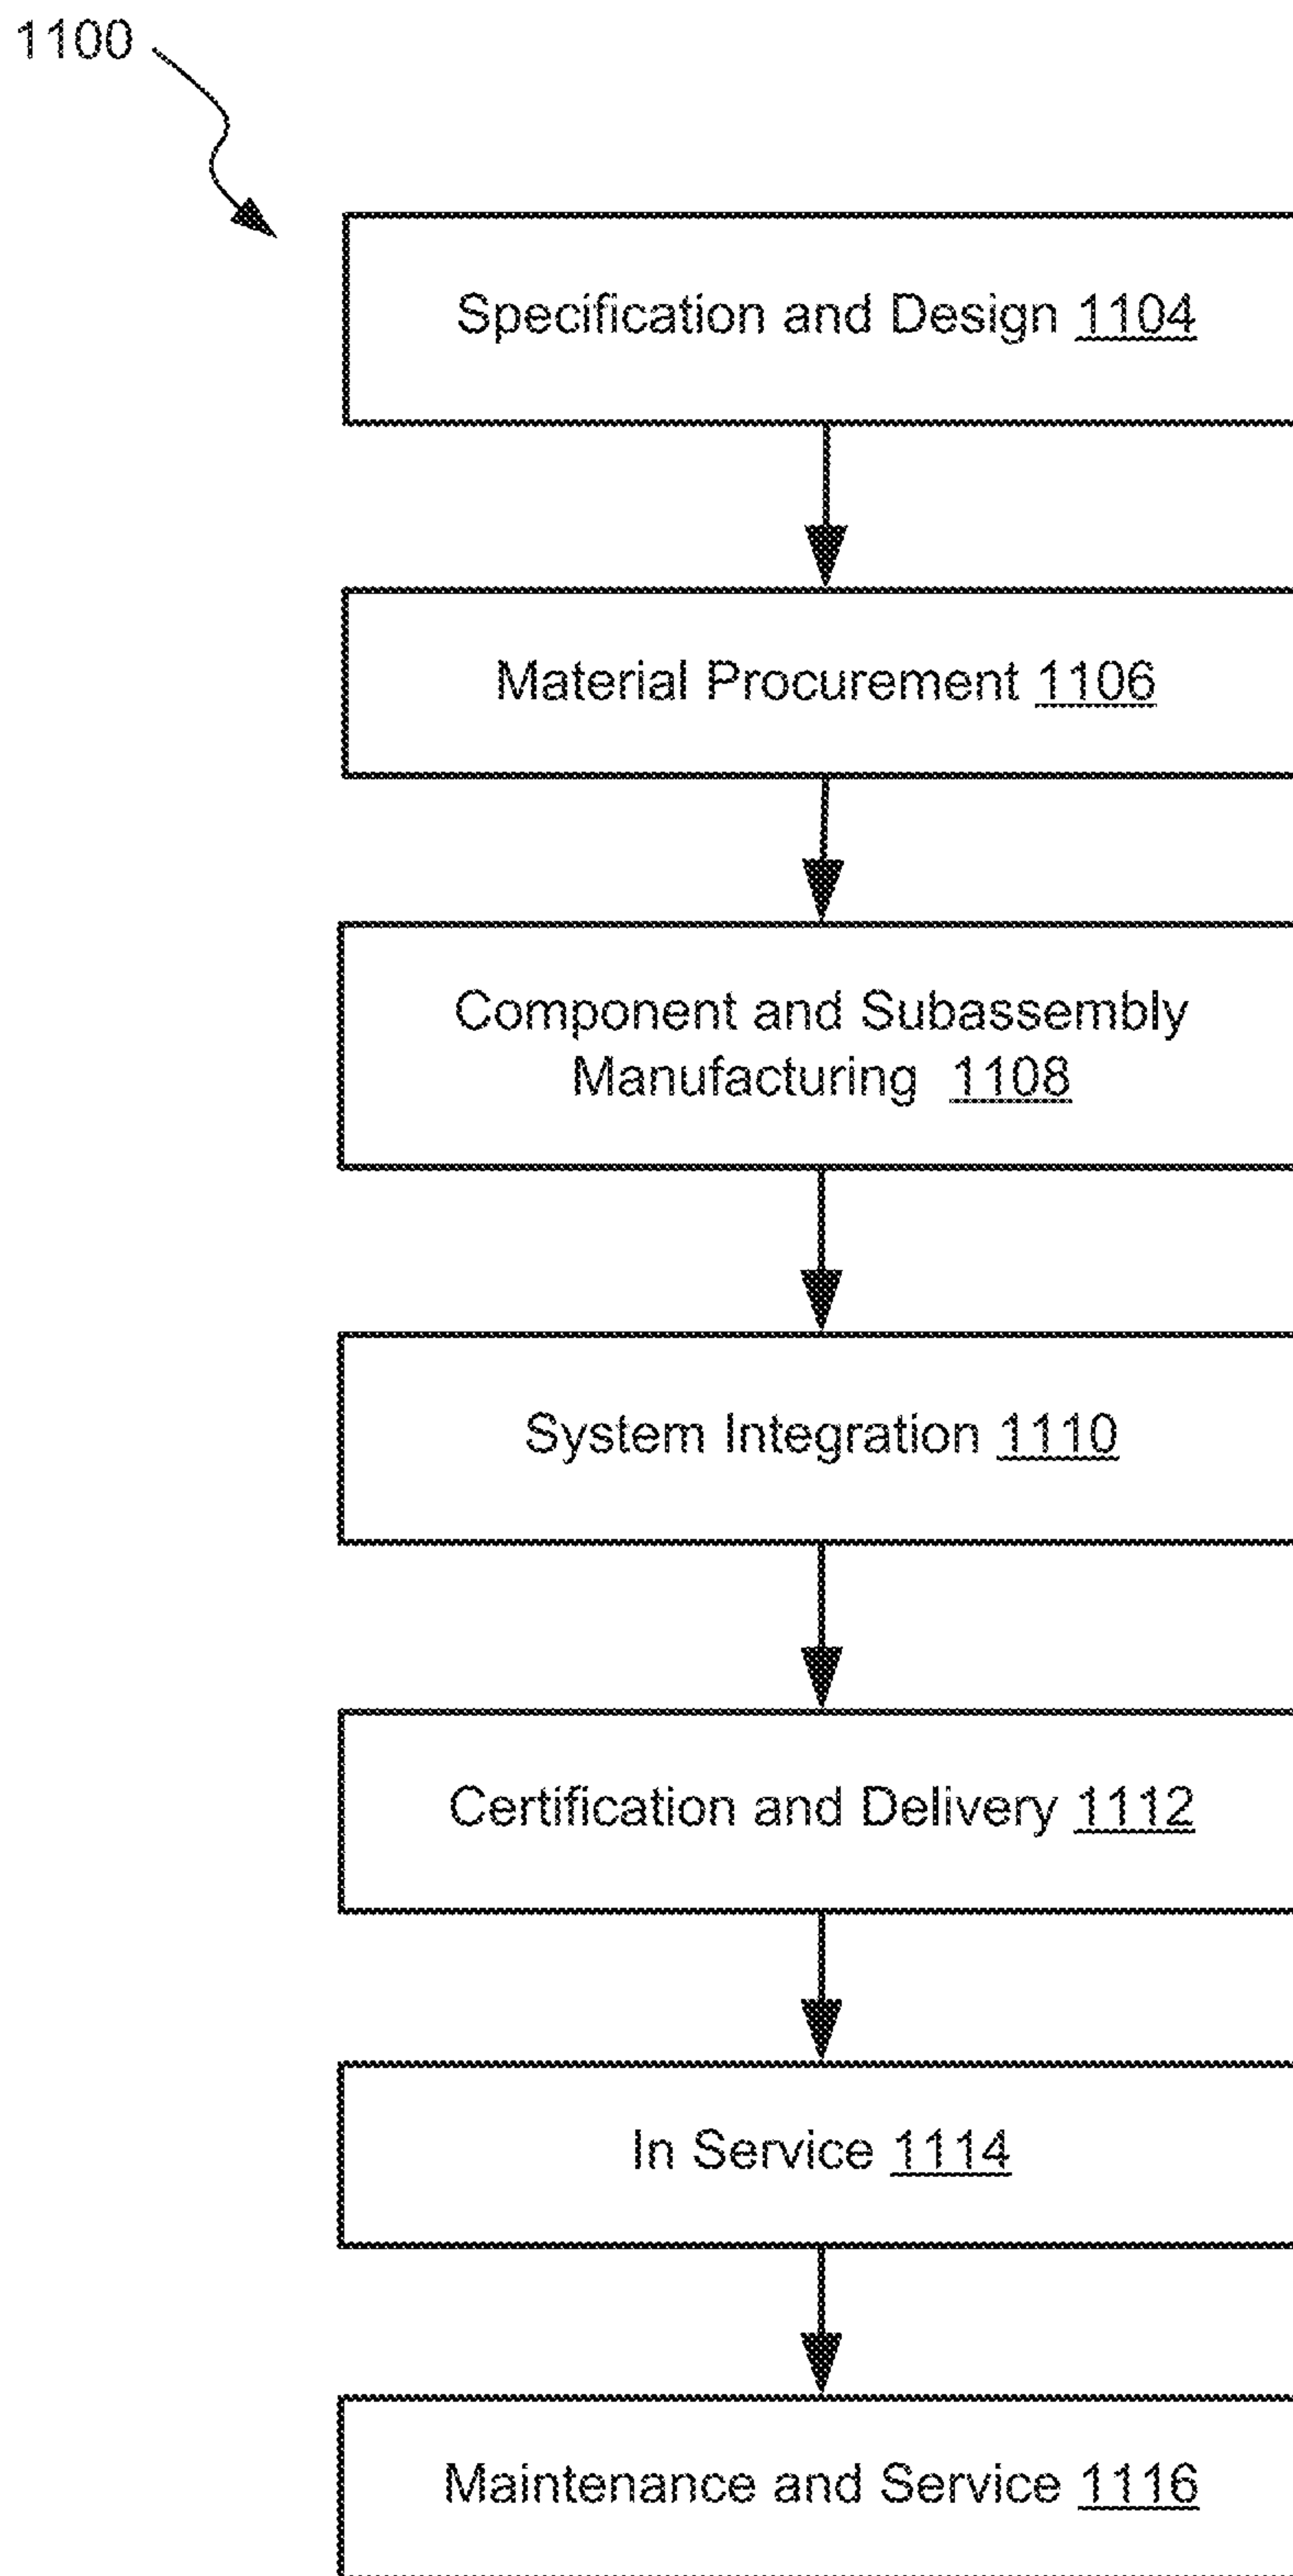 1100
Specification and Design 1104
Material Procurement 1106
Component and Subassembly
Manufacturing 1108
System Integration 1110
Certification and Delivery 1112
In Service 1114
Maintenance and Service 1116